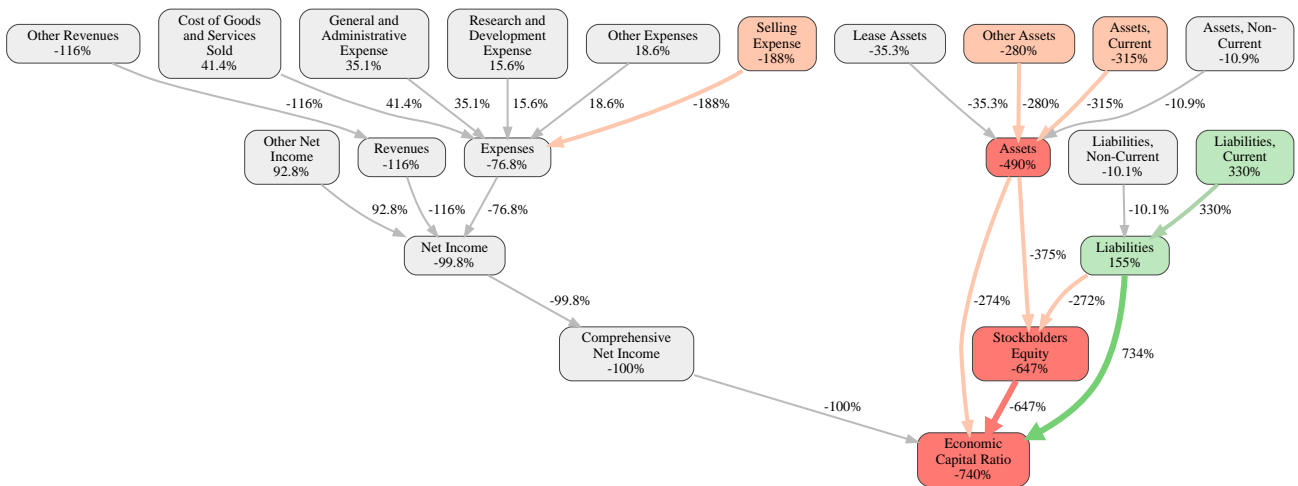 Other Revenues
-116%
Cost of Goods
and Services
Sold
41.4%
General and
Administrative
Expense
35.1%
Research and
Development
Expense
15.6%
Other Expenses
18.6%
Selling
Expense
-188%
Lease Assets
-35.3%
Other Assets
-280%
Assets,
Current
-315%
Assets, Non-
Current
-10.9%
-116%
41.4%
35.1%
15.6%
18.6%
-188%
-35.3%
-280%
-315%
-10.9%
Other Net
Income
92.8%
Revenues
-116%
Expenses
-76.8%
Assets
-490%
Liabilities,
Non-Current
-10.1%
Liabilities,
Current
330%
92.8%
-116%
-76.8%
-10.1%
330%
Net Income
-99.8%
-375%
Liabilities
155%
-99.8%
-274%
-272%
Comprehensive
Net Income
-100%
Stockholders
Equity
-647%
734%
-100%
-647%
Economic
Capital Ratio
-740%